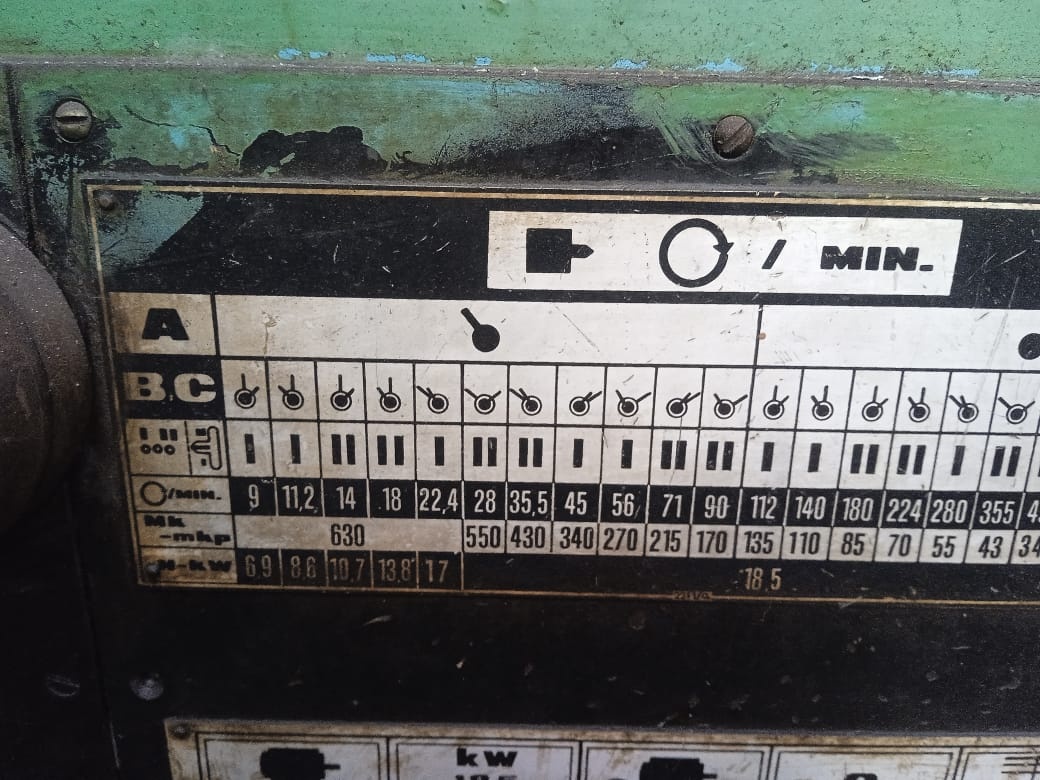 / MIN.
A
B, C
I II
/MIN. 9 11,2 14 18 22,4 28 35,5 45 56 71 90 112 140 180 224 280 355
Mk -mkp 630 550 430 340 270 215 170 135 110 85 70 55 43 34
N-kW 6,9 8,6 10,7 13,8 17 18,5
kW